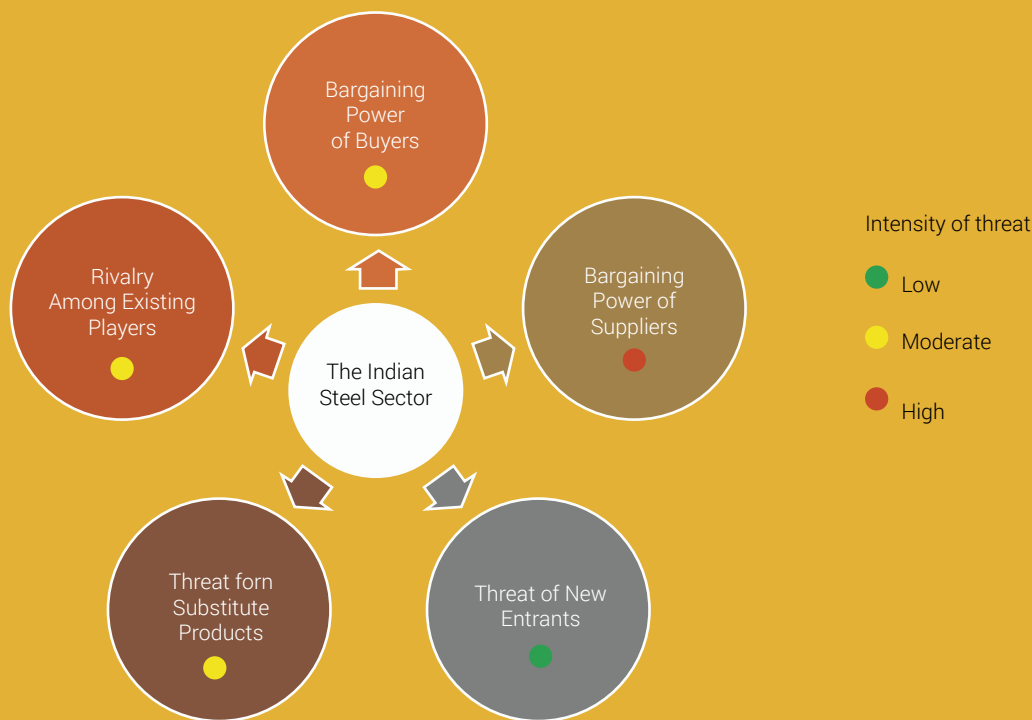 Bargaining
Power
of Buyers
Rivalry
Among Existing
Players
Bargaining
Power of
Suppliers
The Indian
Steel Sector
Threat forn
Substitute
Products
Threat of New
Entrants
Intensity of threat
Low
Moderate
High